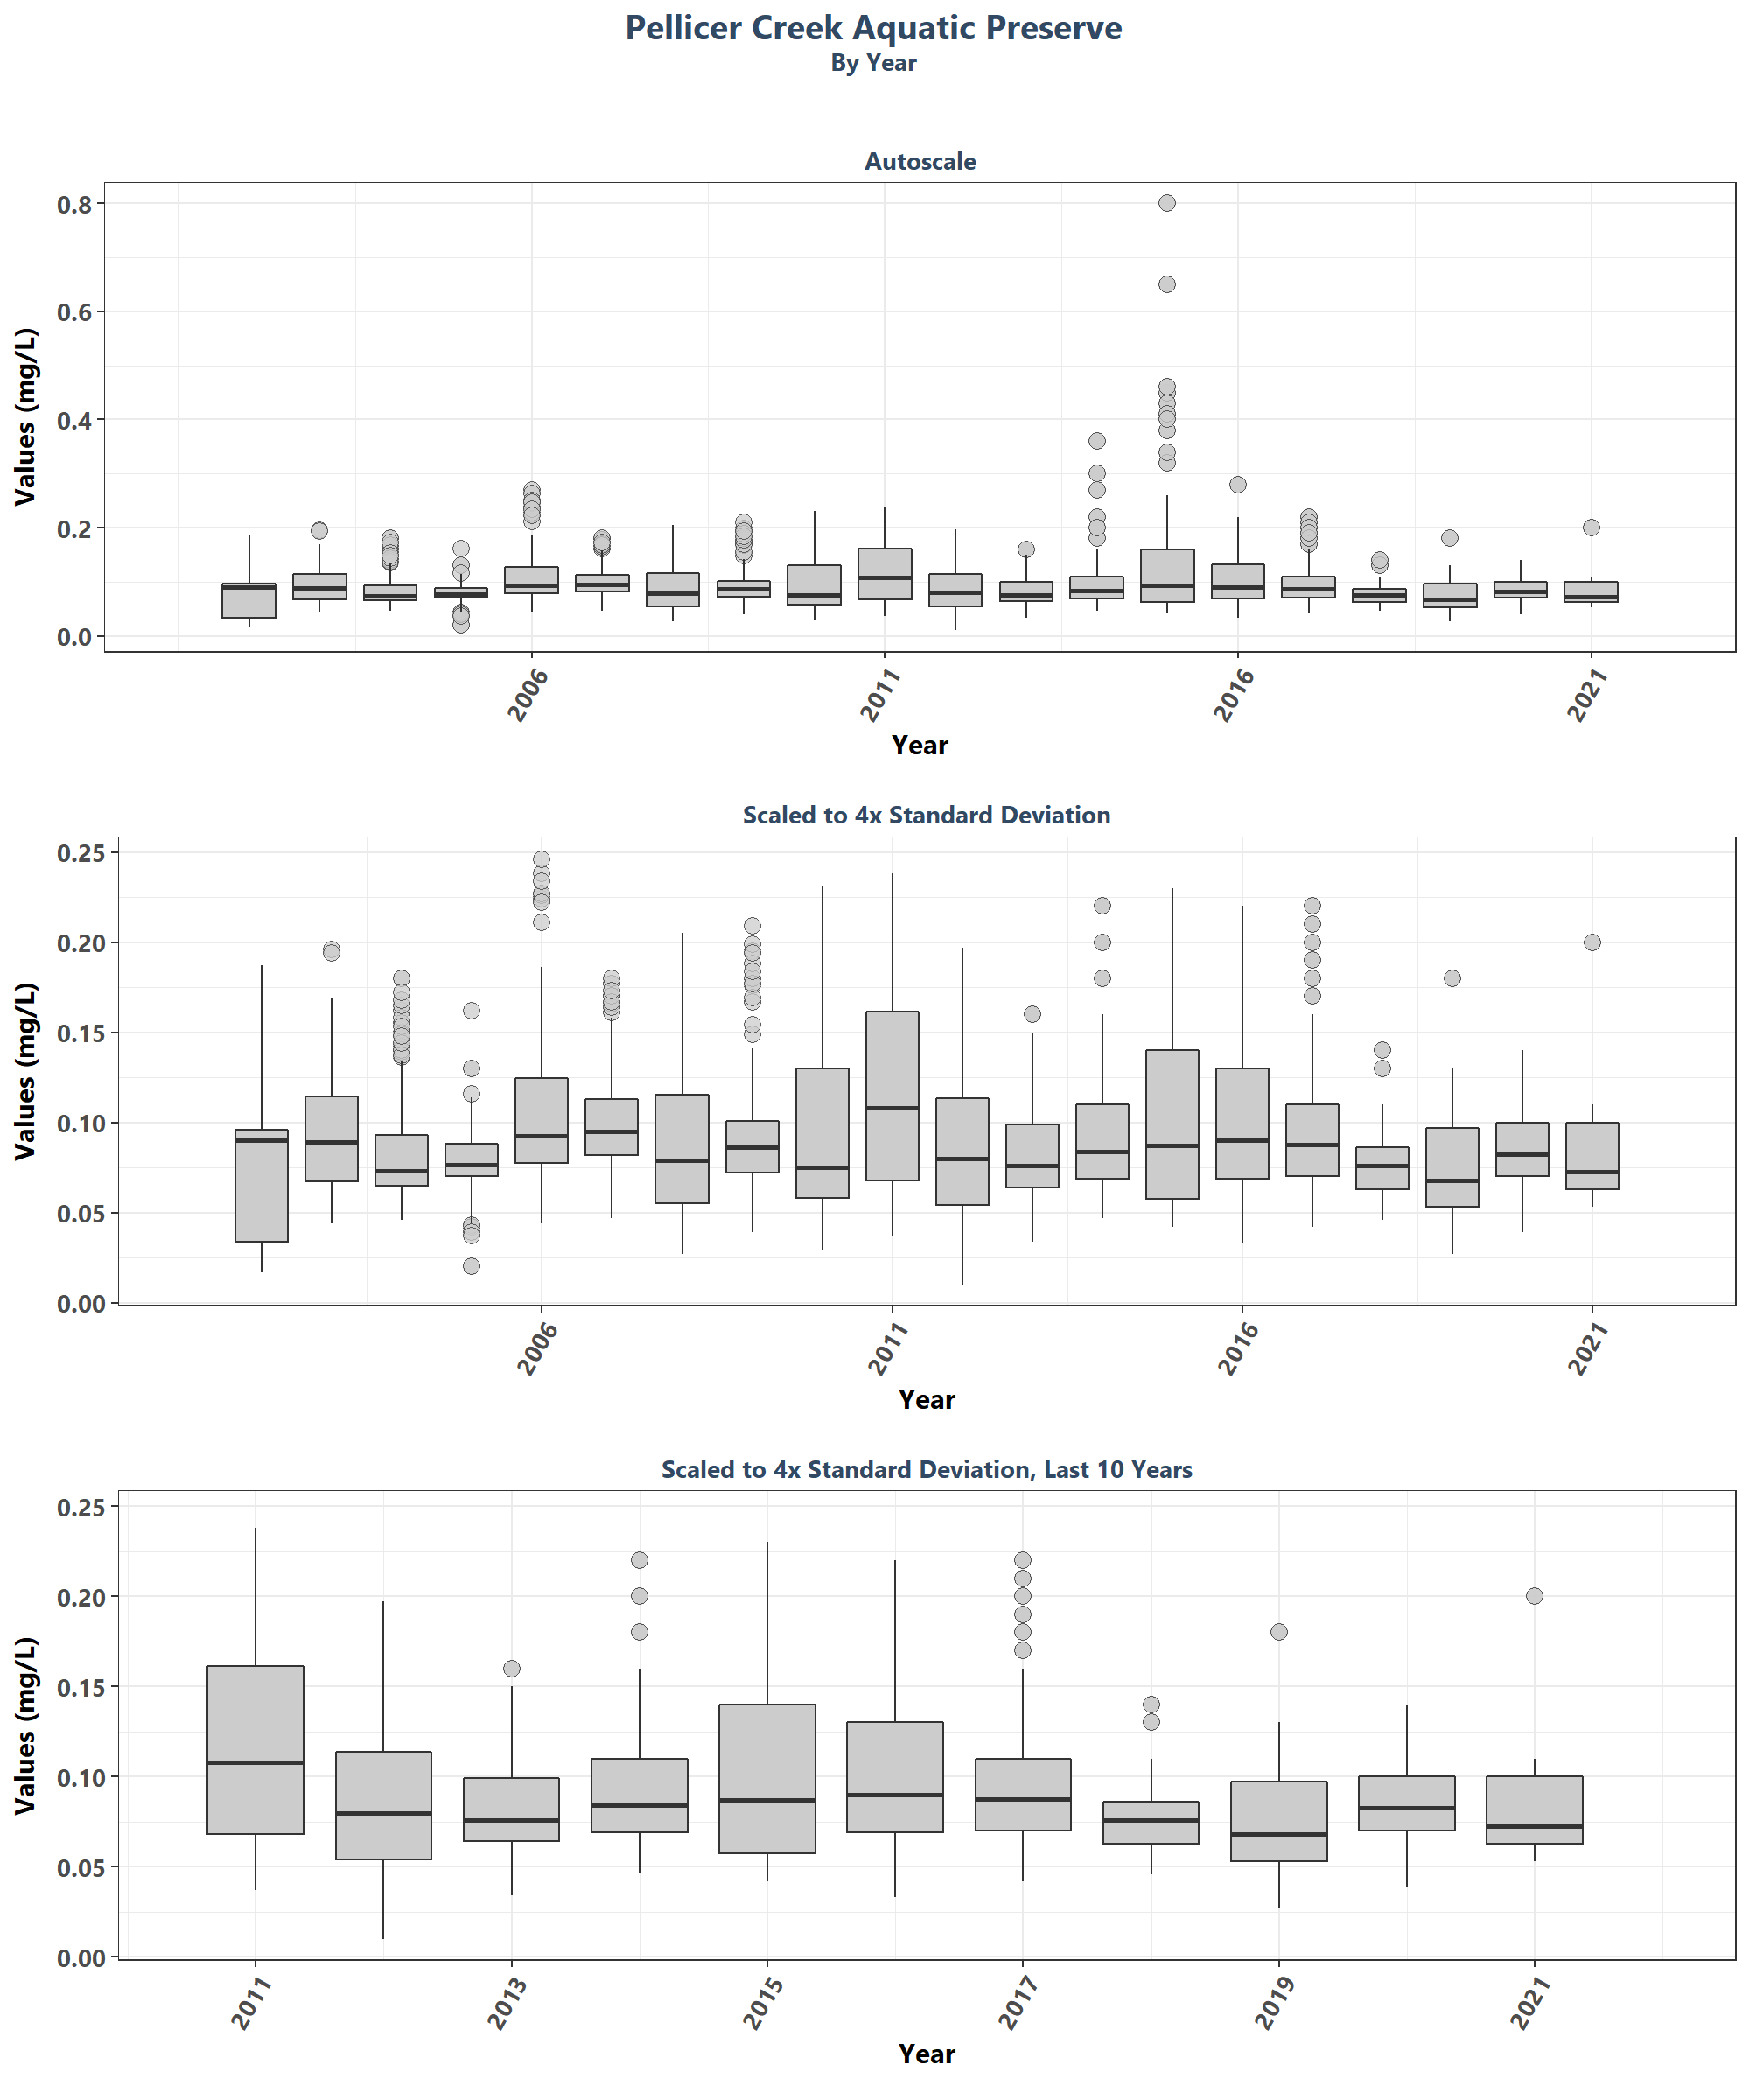 Pellicer Creek Aquatic Preserve
By Year
Autoscale
Values (mg/L)
0.8
0.6
0.4
0.2
0.0
2006 2011 2016 2021
Year
Scaled to 4x Standard Deviation
Values (mg/L)
0.25
0.20
0.15
0.10
0.05
0.00
2006 2011 2016 2021
Year
Scaled to 4x Standard Deviation, Last 10 Years
Values (mg/L)
0.25
0.20
0.15
0.10
0.05
0.00
2011 2013 2015 2017 2019 2021
Year